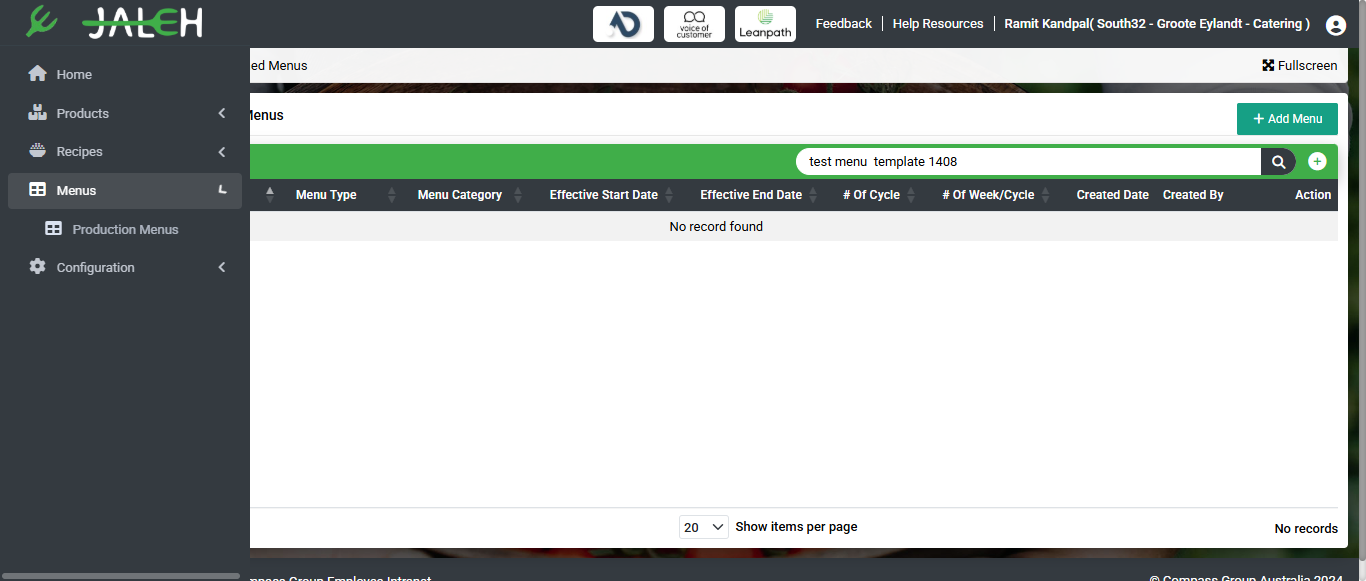 JALEH
voice of
customer
Leanpath
Feedback
Help Resources
Ramit Kandpal( South32 - Groote Eylandt - Catering )
Home
Products
Recipes
Menus
Production Menus
Configuration
ed Menus
Fullscreen
Menus
+ Add Menu
test menu  template 1408
Menu Type
Menu Category
Effective Start Date
Effective End Date
# Of Cycle
# Of Week/Cycle
Created Date
Created By
Action
No record found
20
Show items per page
No records
mpass Group Employee Intranet
© Compass Group Australia 2024